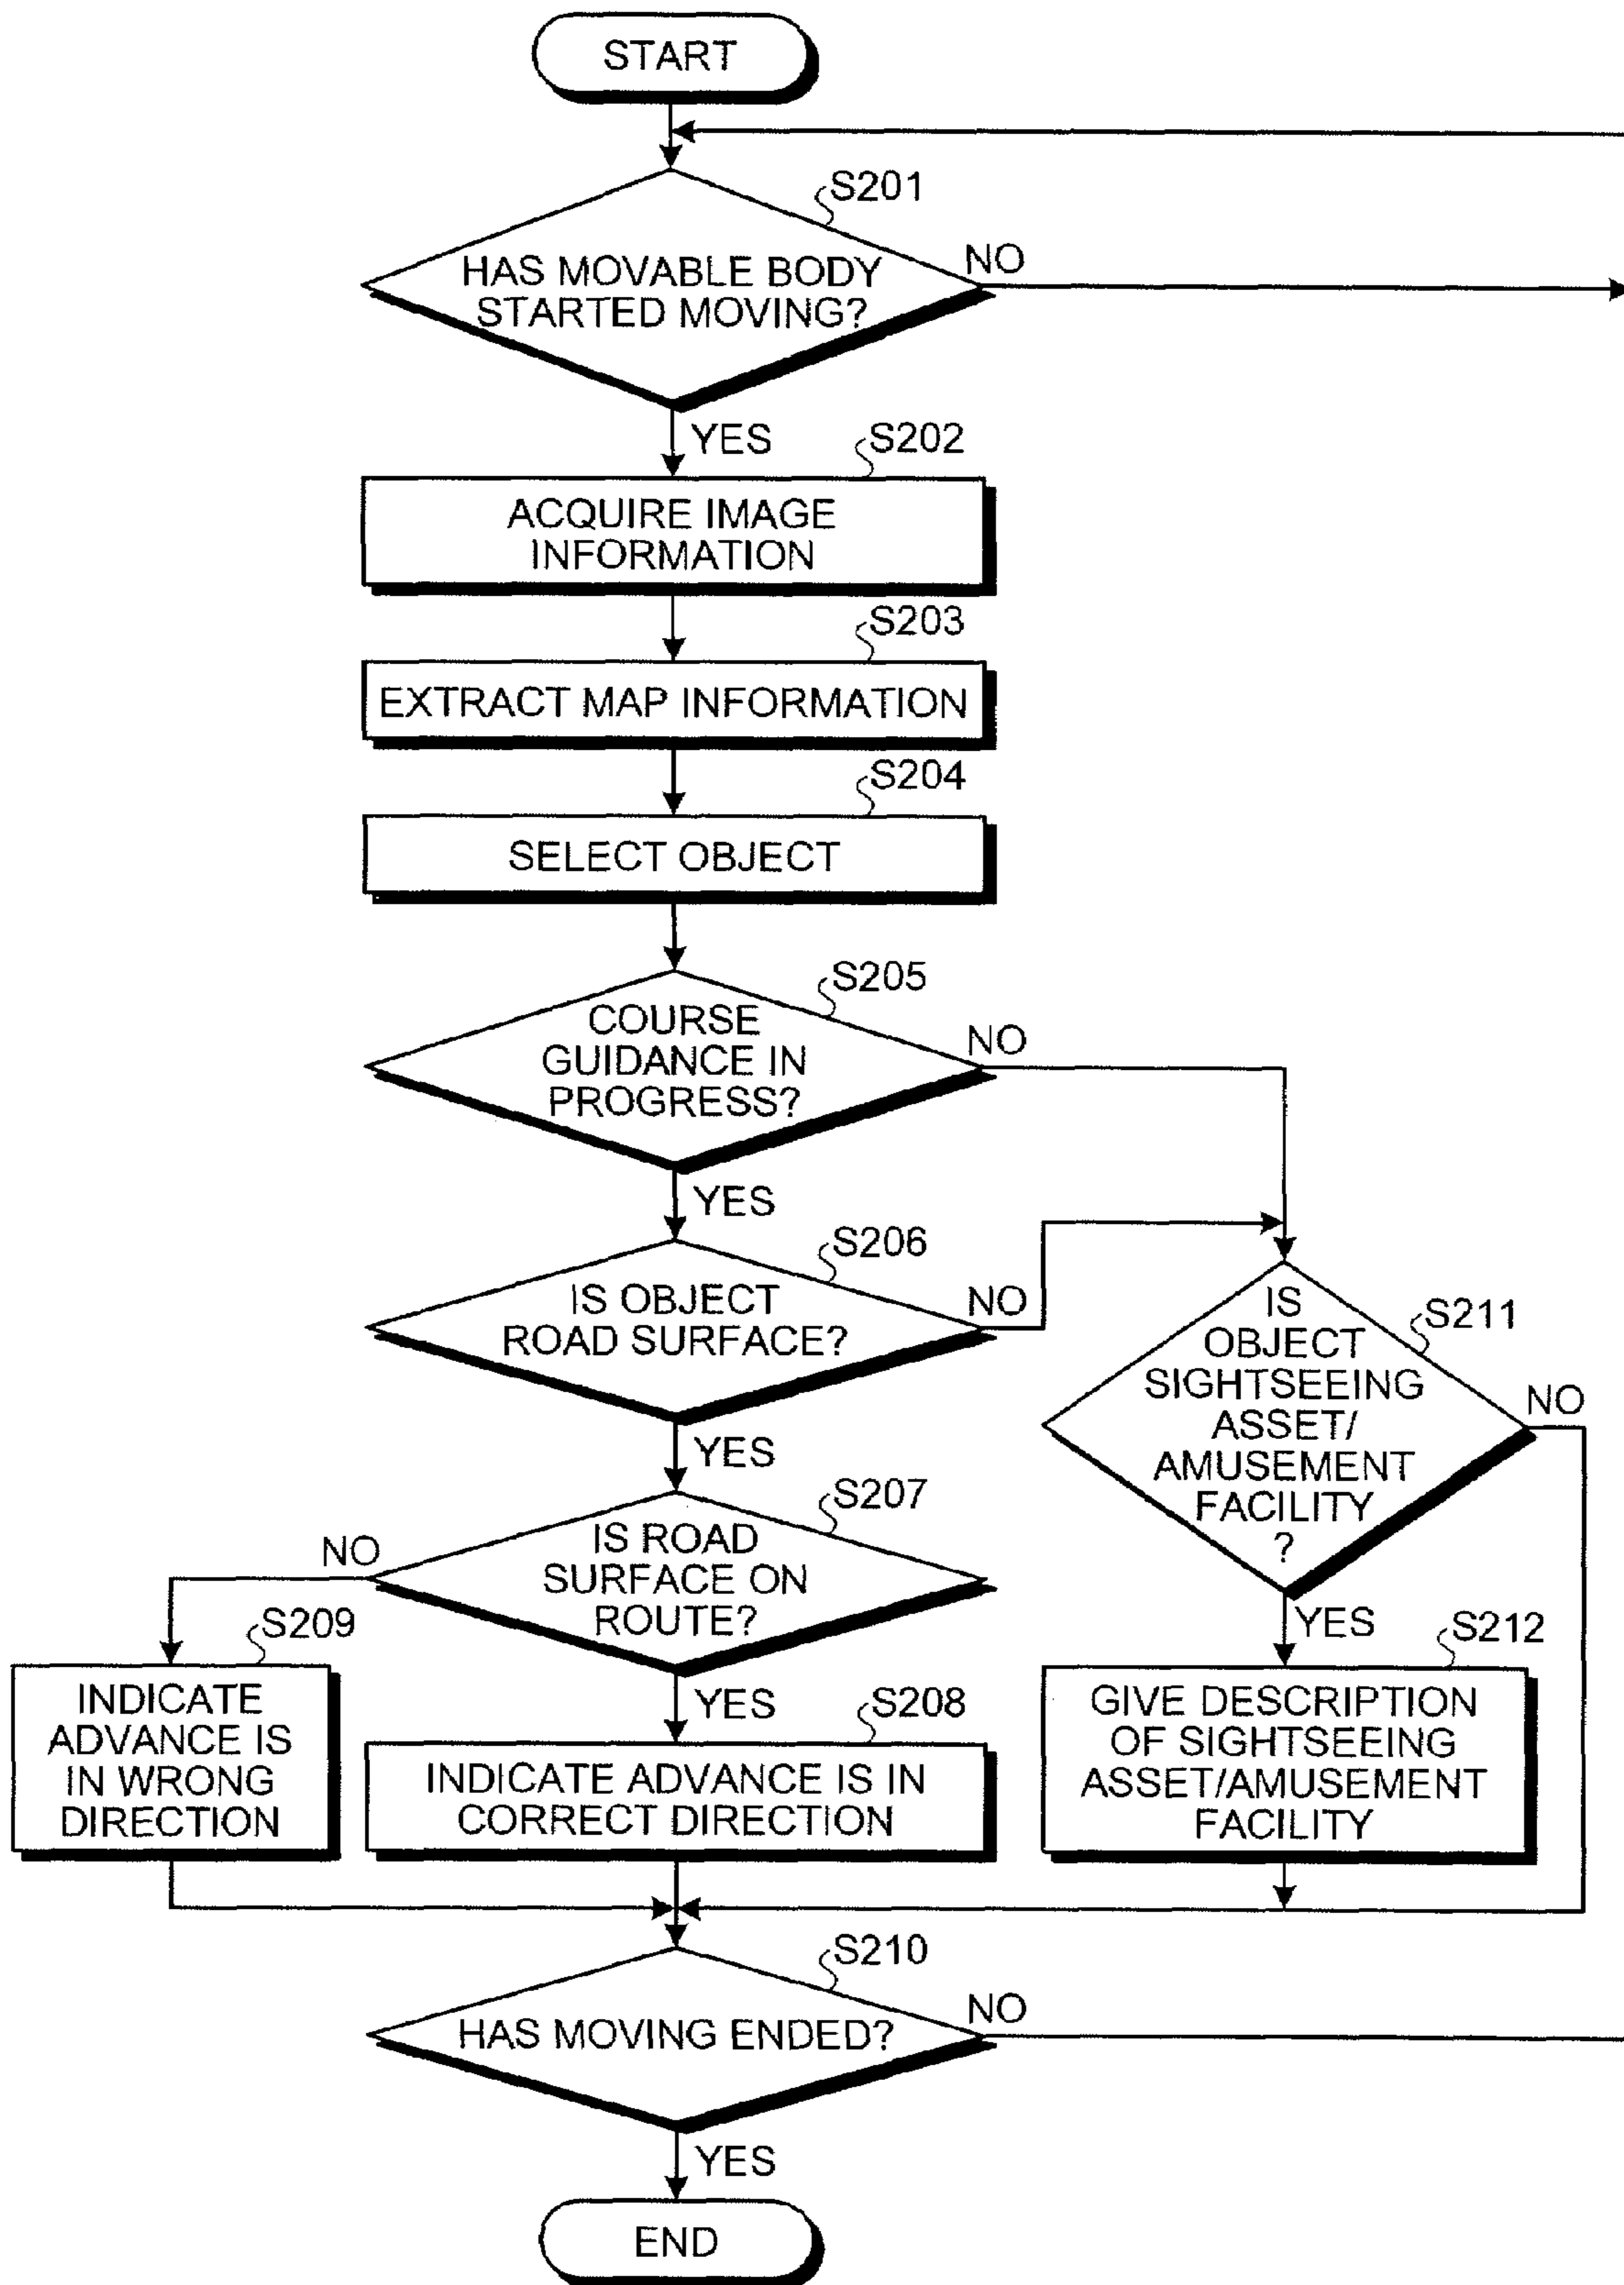 START
S201
HAS MOVABLE BODY
STARTED MOVING?
NO
YES
S202
ACQUIRE IMAGE
INFORMATION
S203
EXTRACT MAP INFORMATION
S204
SELECT OBJECT
S205
COURSE
GUIDANCE IN
PROGRESS?
NO
YES
S206
IS OBJECT
ROAD SURFACE?
NO
YES
S207
IS ROAD
SURFACE ON
ROUTE?
NO
YES
S209
INDICATE
ADVANCE IS
IN WRONG
DIRECTION
S208
INDICATE ADVANCE IS IN
CORRECT DIRECTION
S211
IS
OBJECT
SIGHTSEEING
ASSET/
AMUSEMENT
FACILITY
?
NO
YES
S212
GIVE DESCRIPTION
OF SIGHTSEEING
ASSET/AMUSEMENT
FACILITY
S210
HAS MOVING ENDED?
NO
YES
END